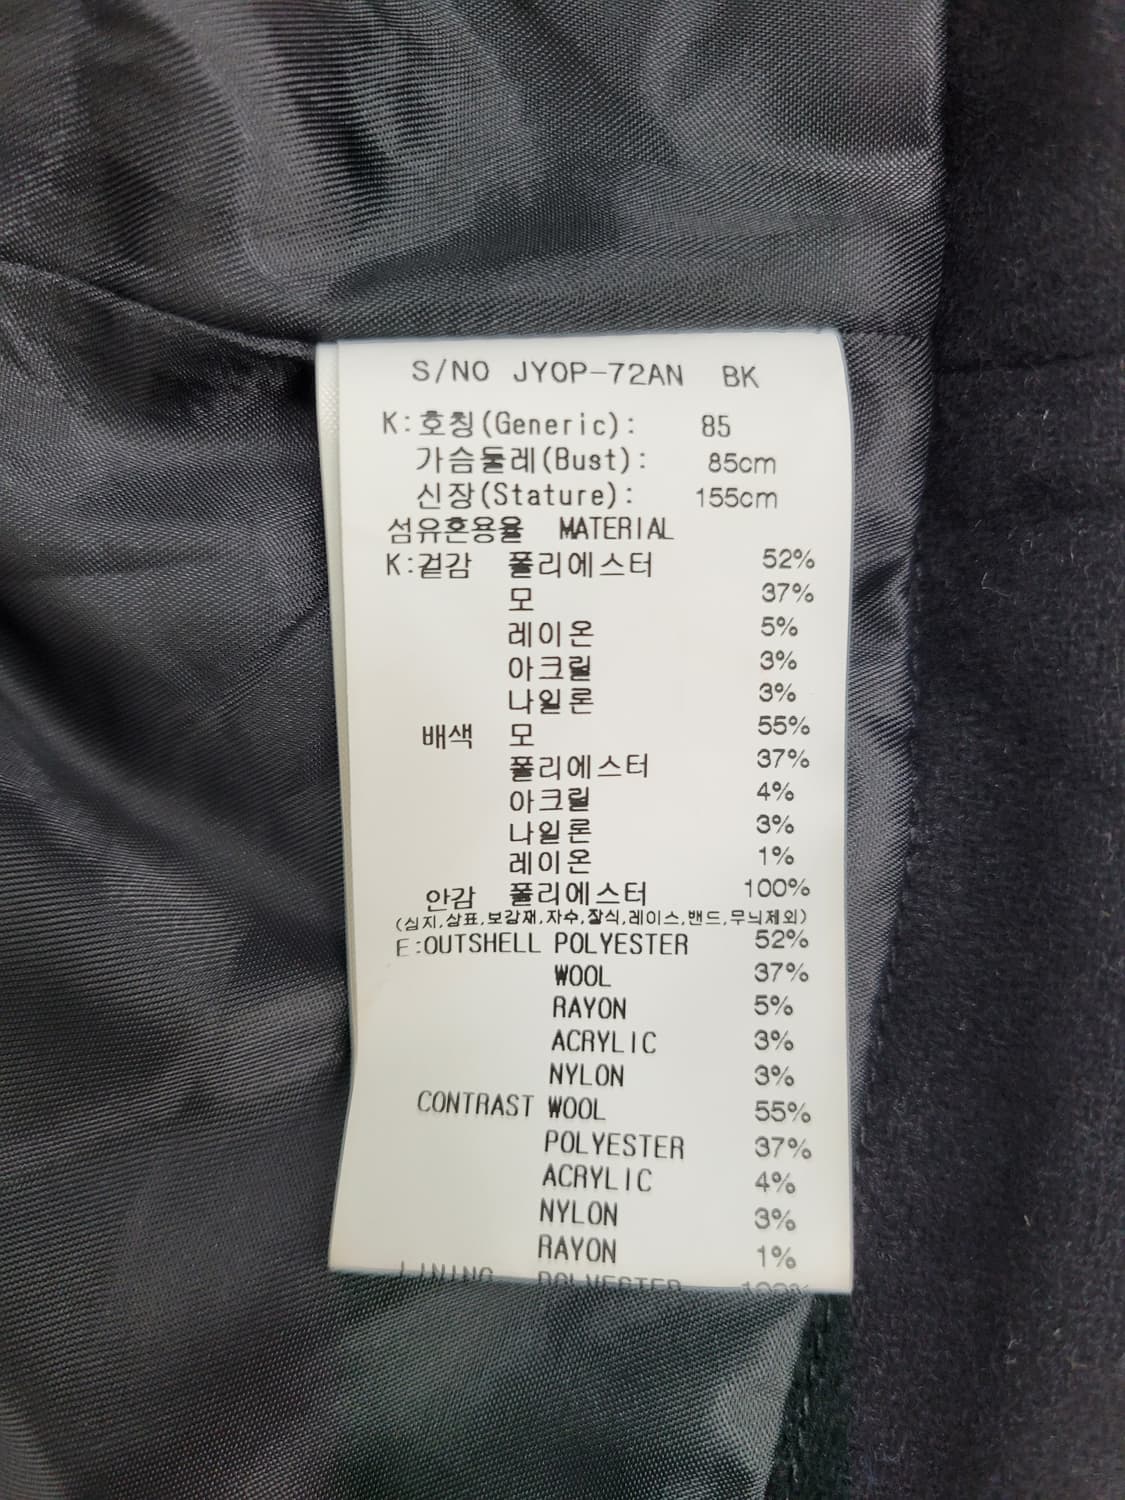 S/NO JYOP-72AN BK
K:호칭(Generic): 85
가슴둘레(Bust): 85cm
신장(Stature): 155cm
섬유혼용율 MATERIAL
K:겉감 폴리에스터 52%
모 37%
레이온 5%
아크릴 3%
나일론 3%
배색 모 55%
폴리에스터 37%
아크릴 4%
나일론 3%
레이온 1%
안감 폴리에스터 100%
(심지,삼표,보강재,자수,장식,레이스,밴드,무늬제외)
E:OUTSHELL POLYESTER 52%
WOOL 37%
RAYON 5%
ACRYLIC 3%
NYLON 3%
CONTRAST WOOL 55%
POLYESTER 37%
ACRYLIC 4%
NYLON 3%
RAYON 1%
LINING POLYESTER 100%